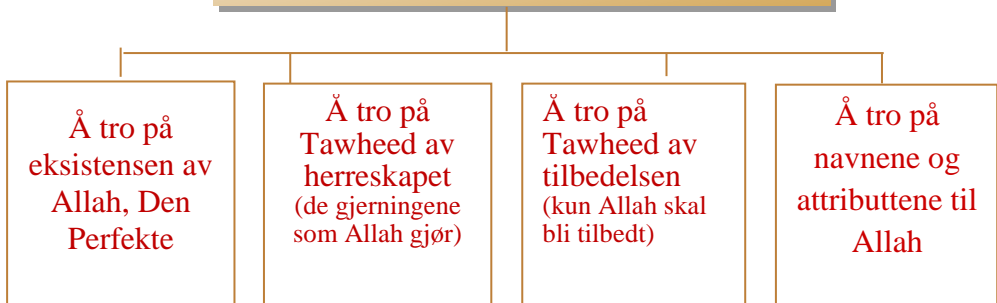 Å tro på
eksistensen av
Allah, Den
Perfekte
Å tro på
Tawheed av
herreskapet
(de gjerningene
som Allah gjør)
Å tro på
Tawheed av
tilbedelsen
(kun Allah skal
bli tilbedt)
Å tro på
navnene og
attributtene til
Allah